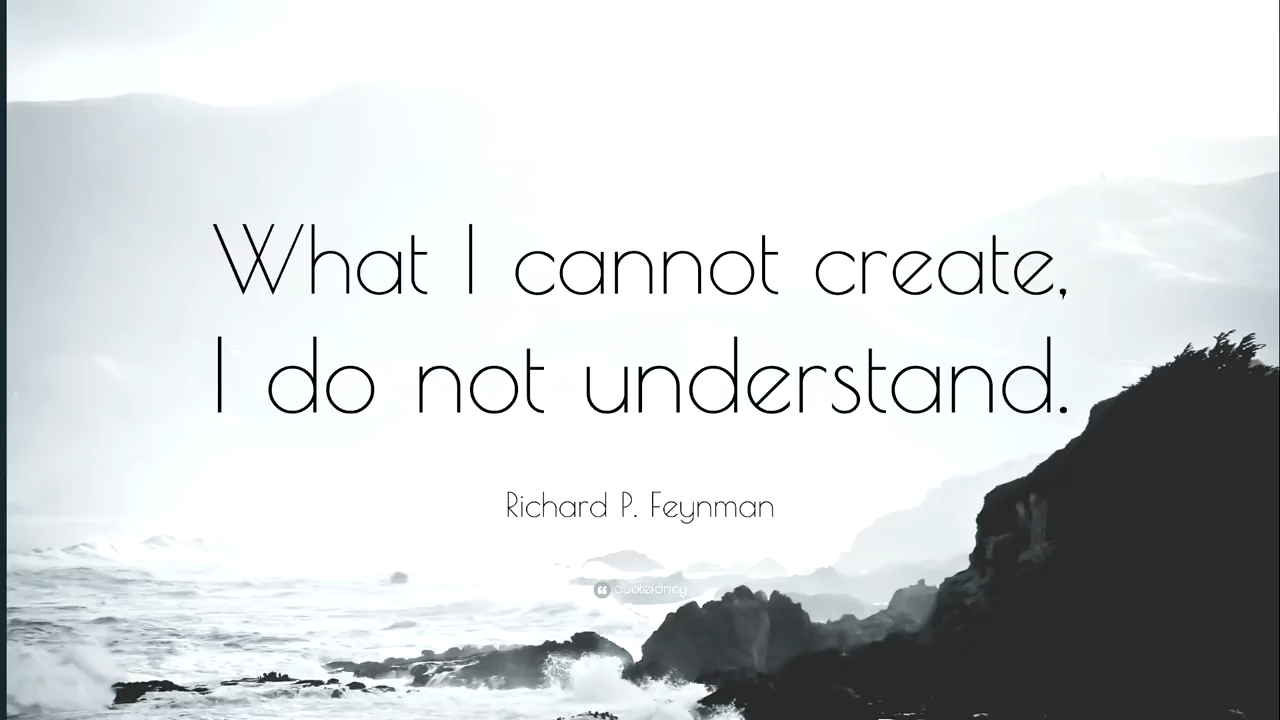 What I cannot create,
I do not understand.
Richard P. Feynman
quotefancy